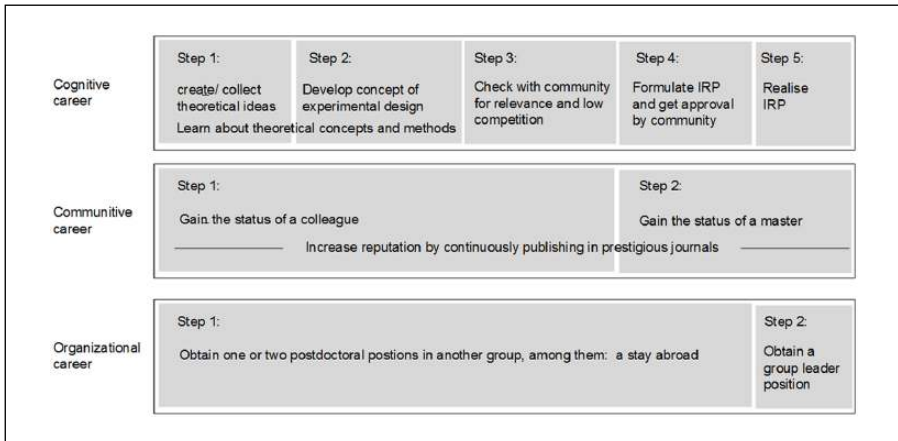 Cognitive
career
Step 1:
create/ collect
theoretical ideas
Step 2:
Develop concept of
experimental design
Learn about theoretical concepts and methods
Step 3:
Check with community
for relevance and low
competition
Step 4:
Formulate IRP
and get approval
by community
Step 5:
Realise
IRP
Communitive
career
Step 1:
Gain the status of a colleague
Step 2:
Gain the status of a master
Increase reputation by continuously publishing in prestigious journals
Organizational
career
Step 1:
Obtain one or two postdoctoral postions in another group, among them: a stay abroad
Step 2:
Obtain a
group leader
position